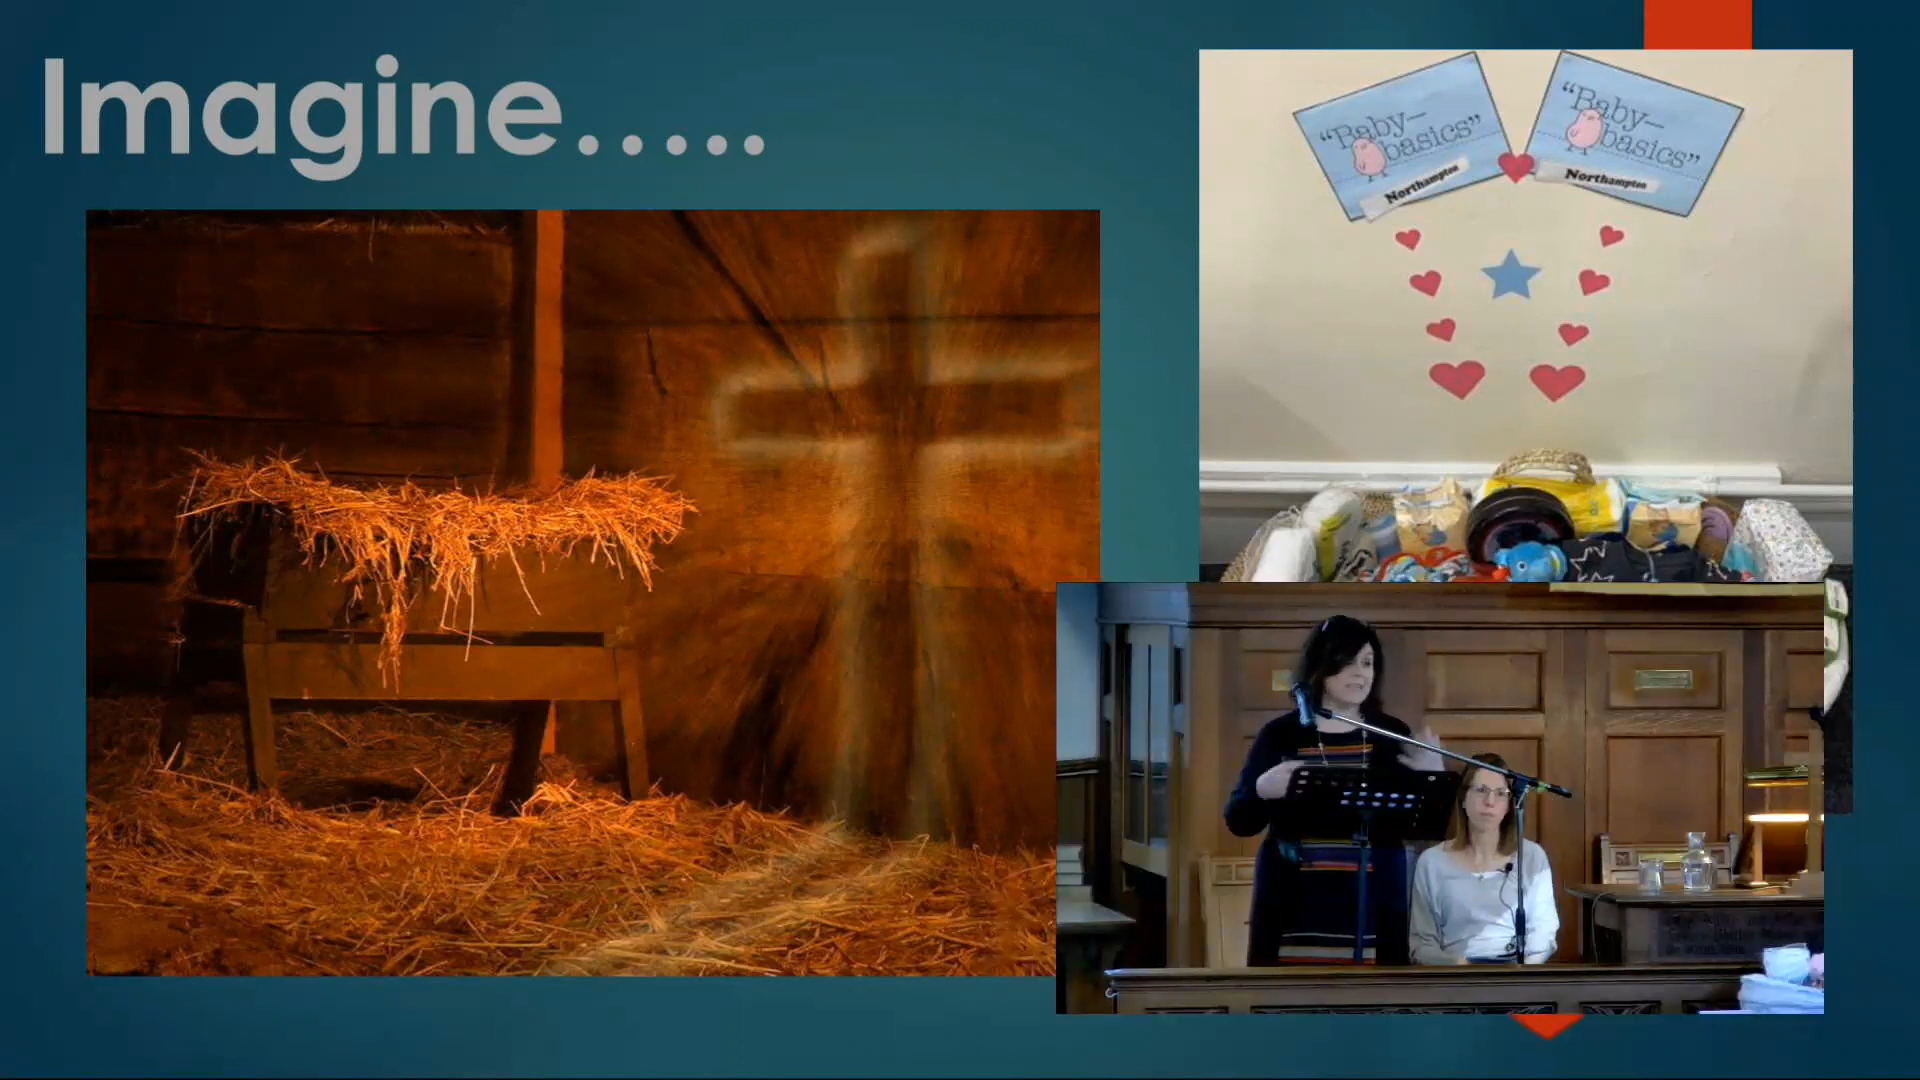 Imagine.....
“Baby–
basics”
Northampton
“Baby–
basics”
Northampton